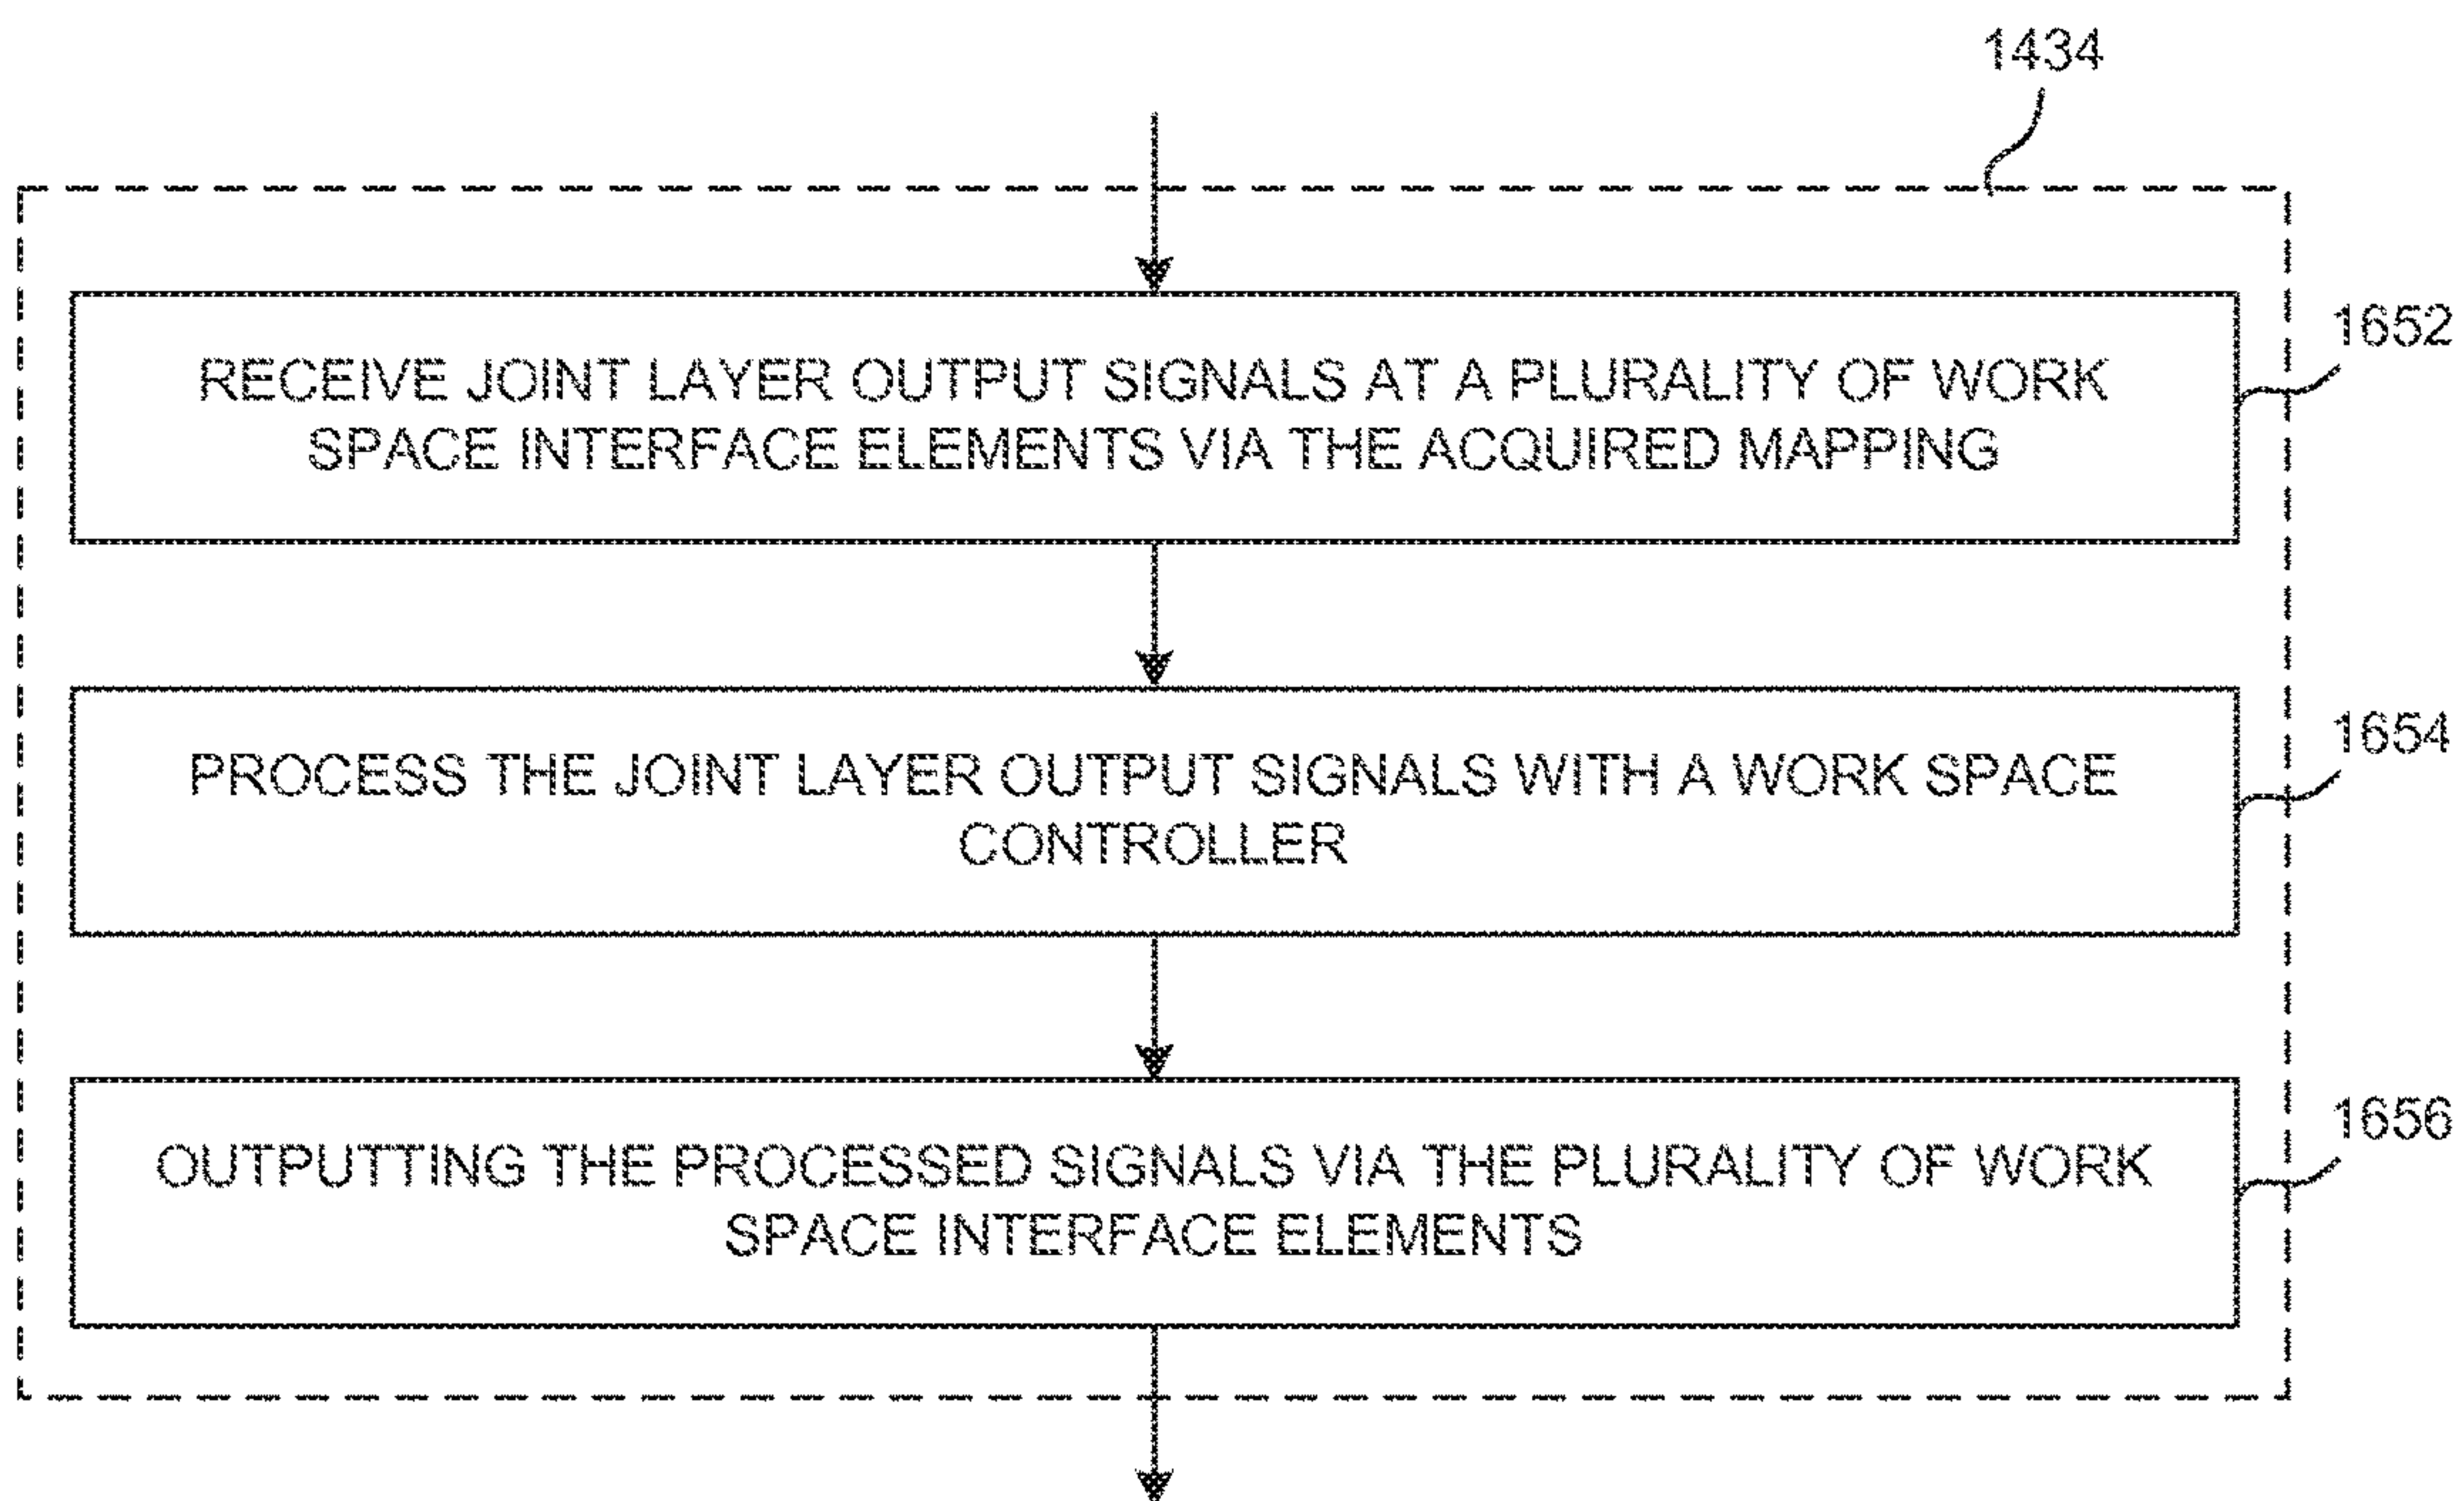 1434
RECEIVE JOINT LAYER OUTPUT SIGNALS AT A PLURALITY OF WORK
SPACE INTERFACE ELEMENTS VIA THE ACQUIRED MAPPING
1652
PROCESS THE JOINT LAYER OUTPUT SIGNALS WITH A WORK SPACE
CONTROLLER
1654
OUTPUTTING THE PROCESSED SIGNALS VIA THE PLURALITY OF WORK
SPACE INTERFACE ELEMENTS
1656